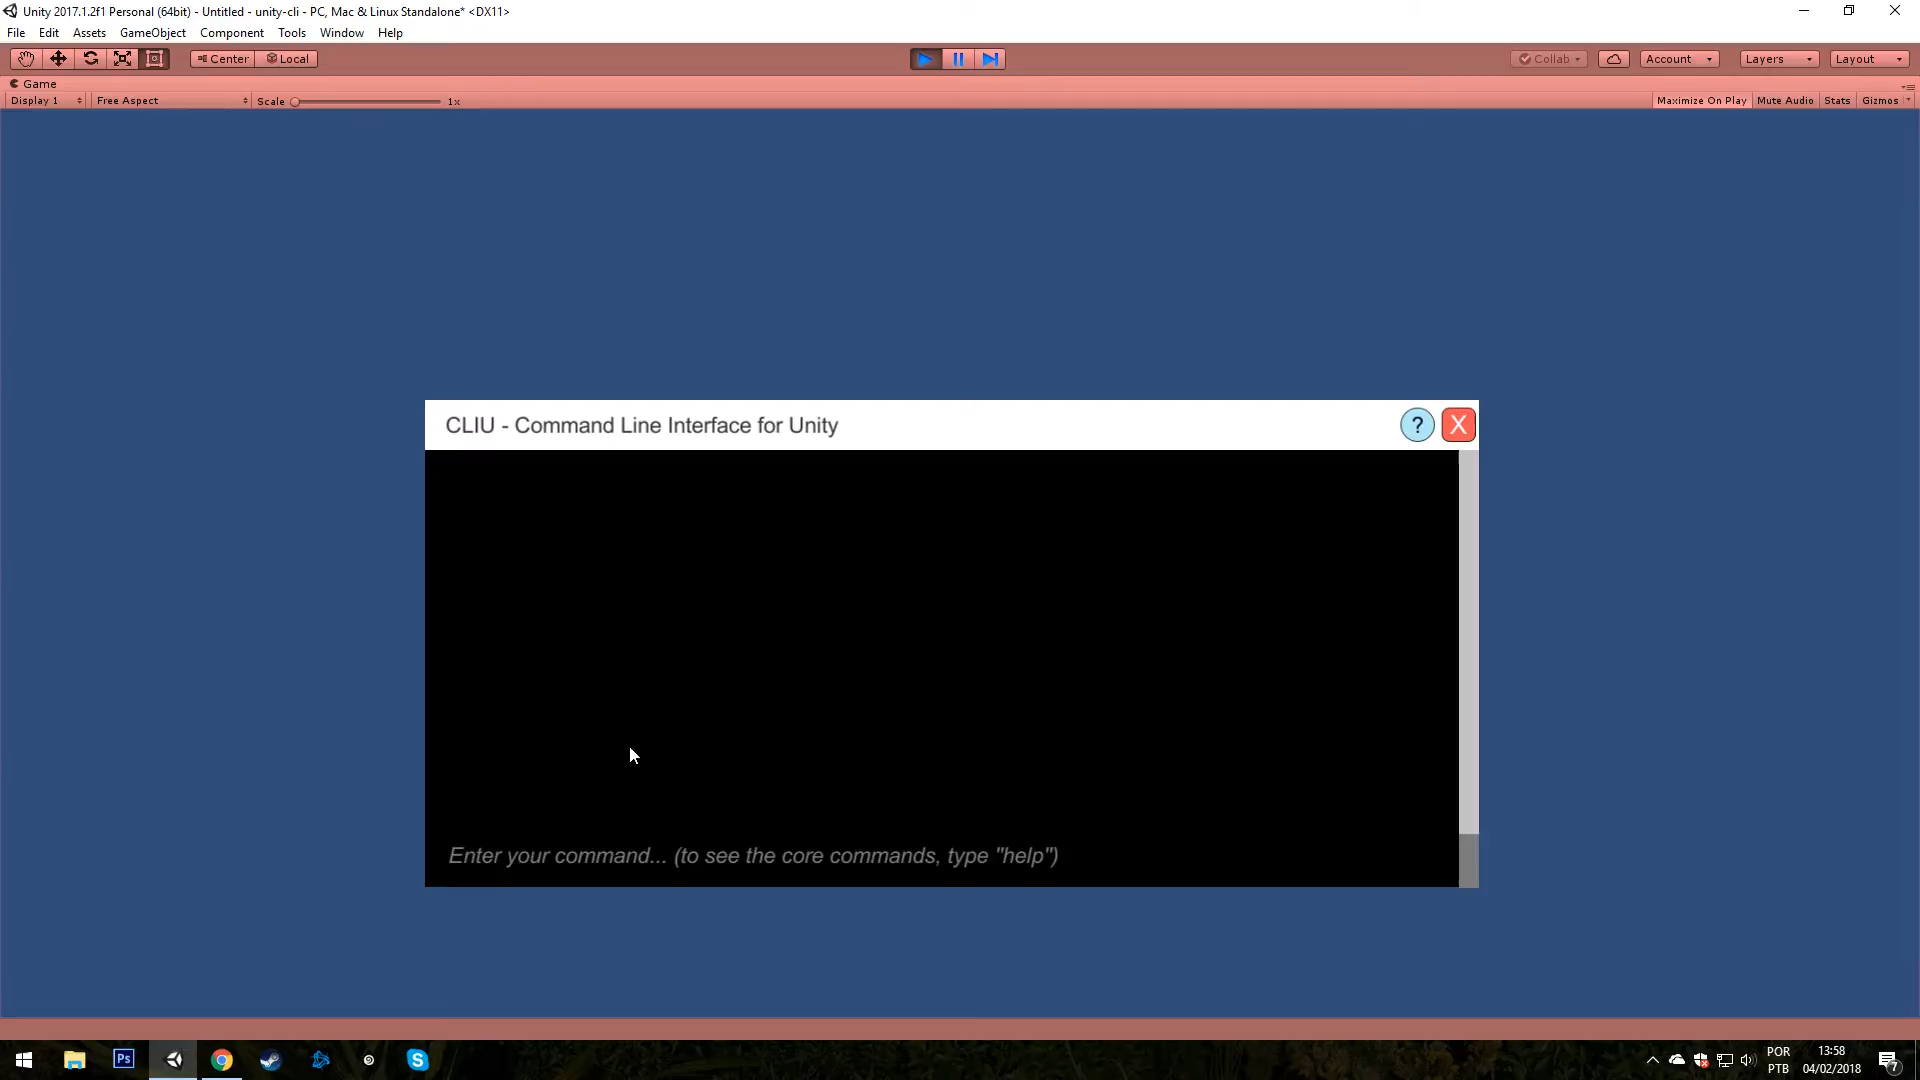 Unity 2017.1.2f1 Personal (64bit) - Untitled - unity-cli - PC, Mac & Linux Standalone* <DX11>
File Edit Assets GameObject Component Tools Window Help
Center Local Collab Account Layers Layout
Game
Display 1 Free Aspect Scale 1x Maximize On Play Mute Audio Stats Gizmos
CLIU - Command Line Interface for Unity ? X
Enter your command... (to see the core commands, type "help")
Ps S POR 13:58 7
PTB 04/02/2018